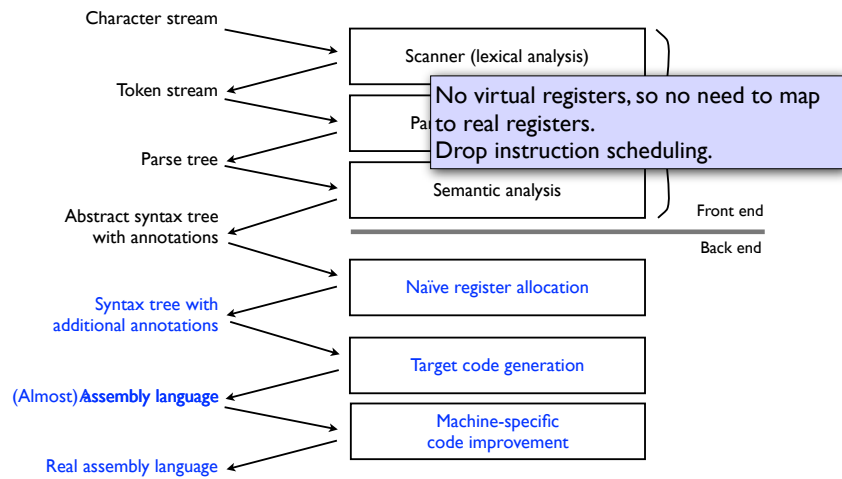 Character stream
Scanner (lexical analysis)
No virtual registers, so no need to map
to real registers.
Drop instruction scheduling.
Token stream
Parse tree
Semantic analysis
Front end
Abstract syntax tree
with annotations
Back end
Naïve register allocation
Syntax tree with
additional annotations
Target code generation
(Almost) Assembly language
Machine-specific
code improvement
Real assembly language